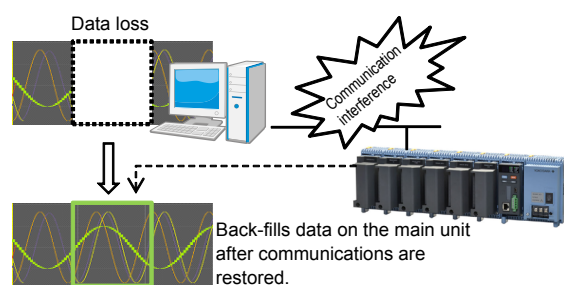 Data loss
Communication
interference
Back-fills data on the main unit
after communications are
restored.